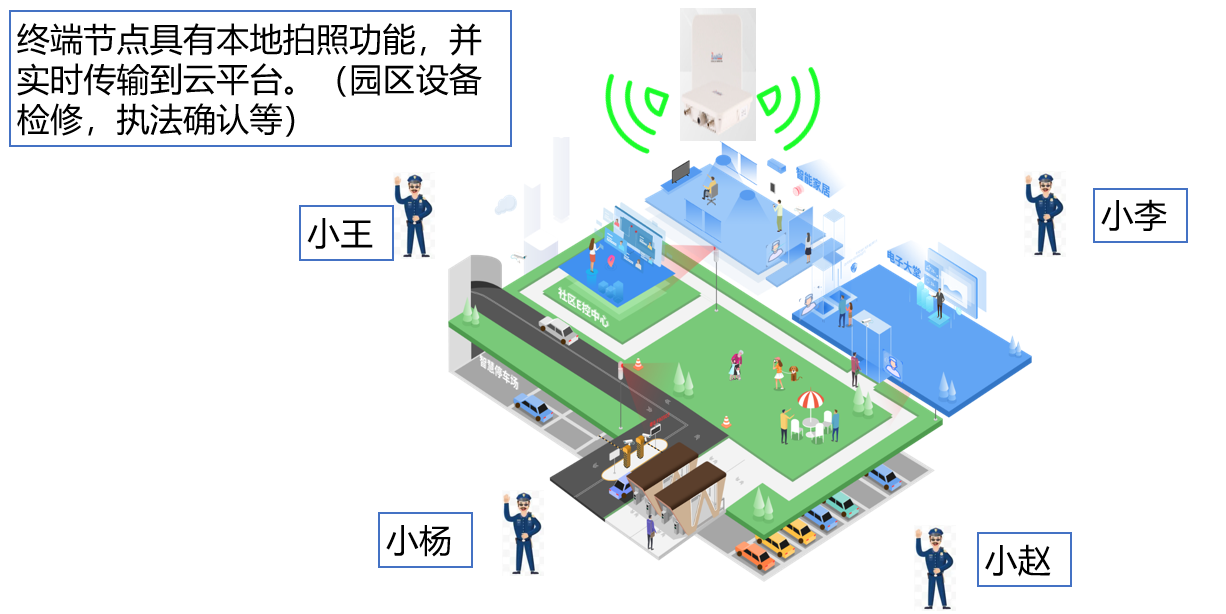 终端节点具有本地拍照功能，并
实时传输到云平台。（园区设备
检修，执法确认等）
智能家居
小王
小李
电子大堂
社区E控中心
智慧停车场
小杨
小赵